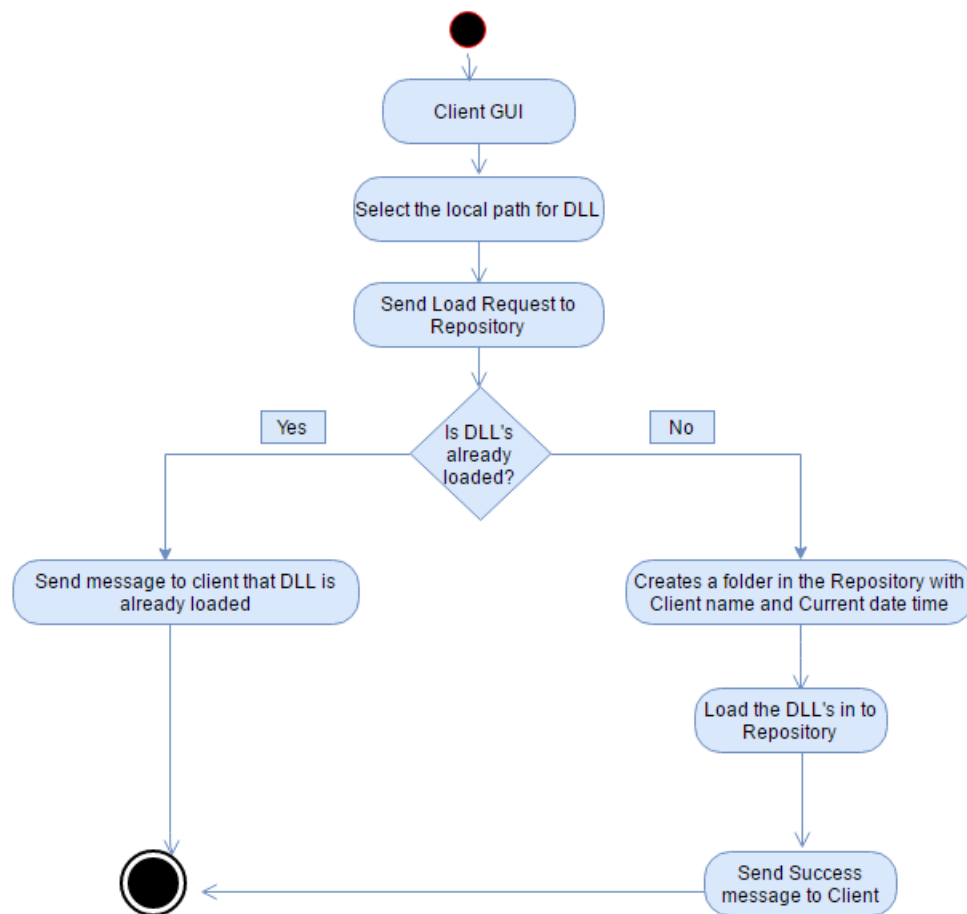 Client GUI
Select the local path for DLL
Send Load Request to
Repository
Yes
Is DLL's
already
loaded?
No
Send message to client that DLL is
already loaded
Creates a folder in the Repository with
Client name and Current date time
Load the DLL's in to
Repository
Send Success
message to Client